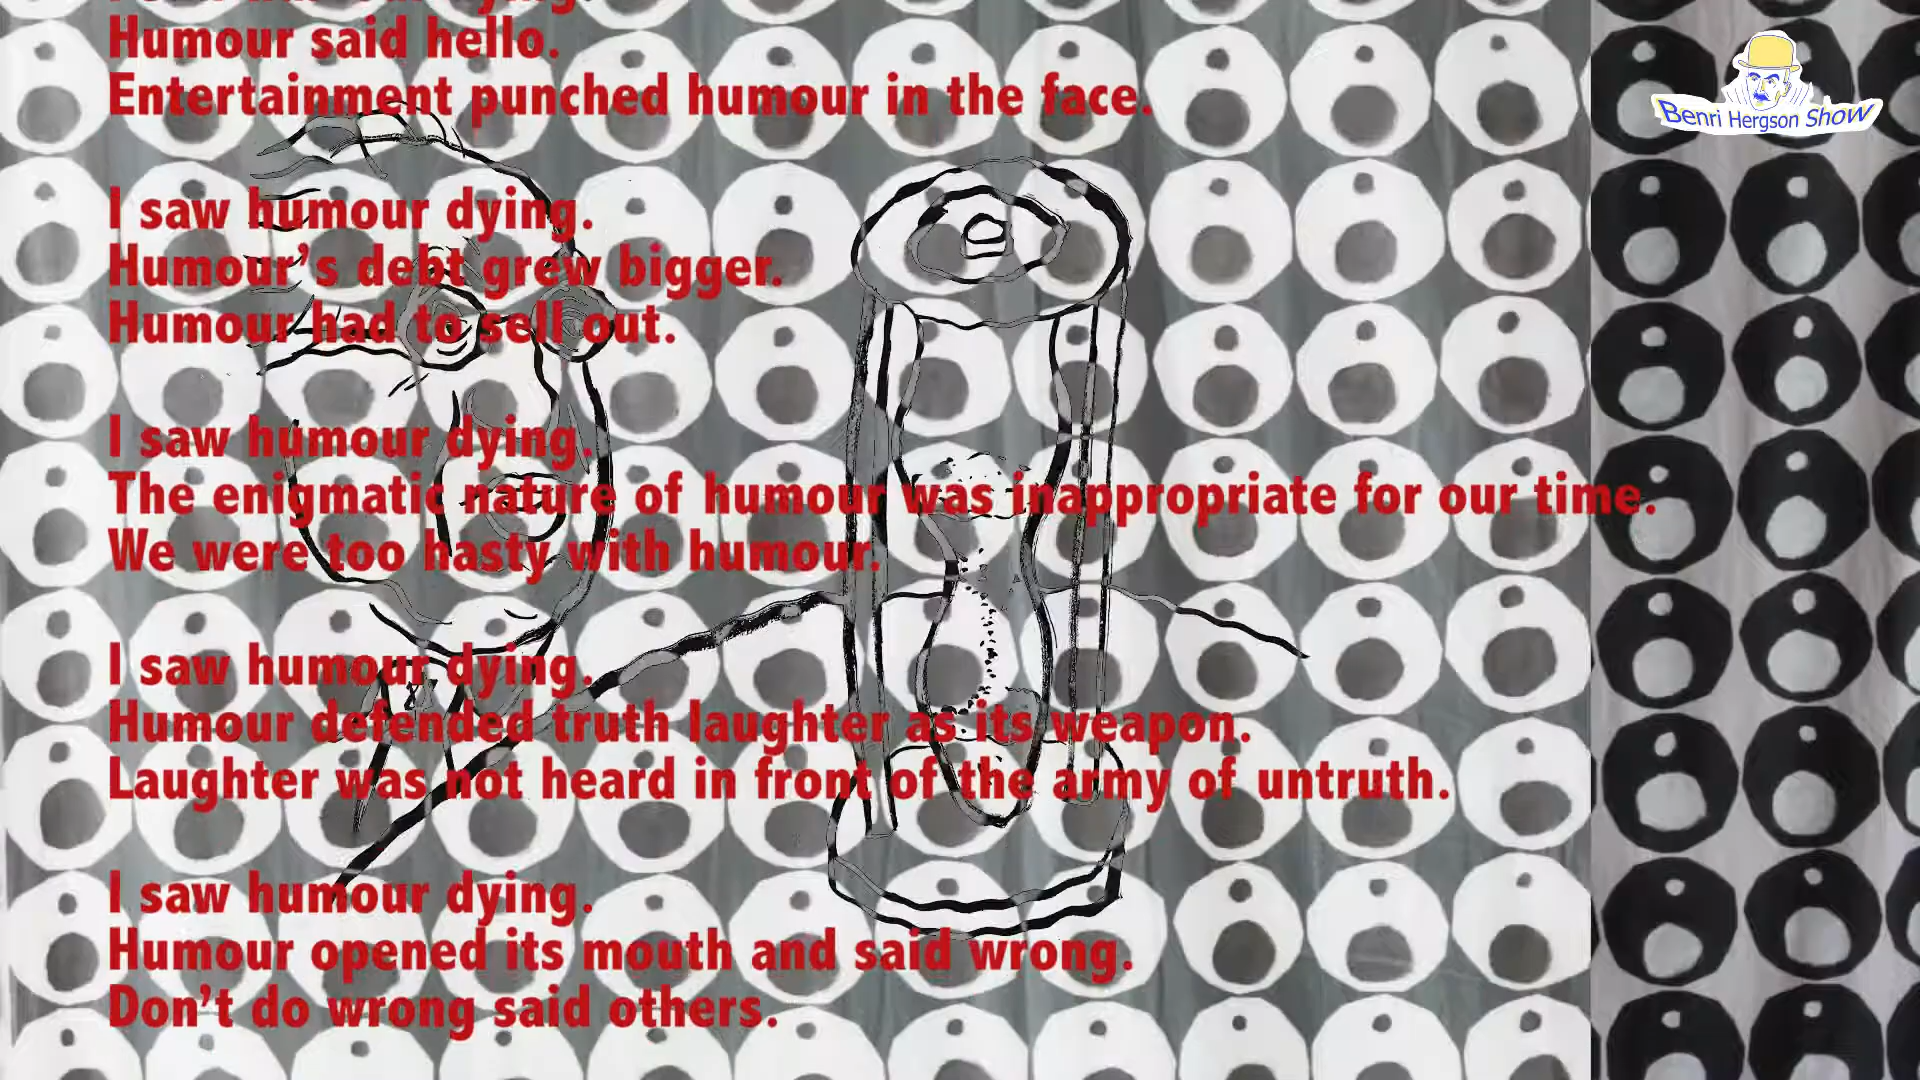 I saw humour dying.
Humour said hello.
Entertainment punched humour in the face.
I saw humour dying.
Humour's debt grew bigger.
Humour had to sell out.
I saw humour dying.
The enigmatic nature of humour was inappropriate for our time.
We were too hasty with humour.
I saw humour dying.
Humour defended truth laughter as its weapon.
Laughter was not heard in front of the army of untruth.
I saw humour dying.
Humour opened its mouth and said wrong.
Don't do wrong said others.
Benri Hergson Show